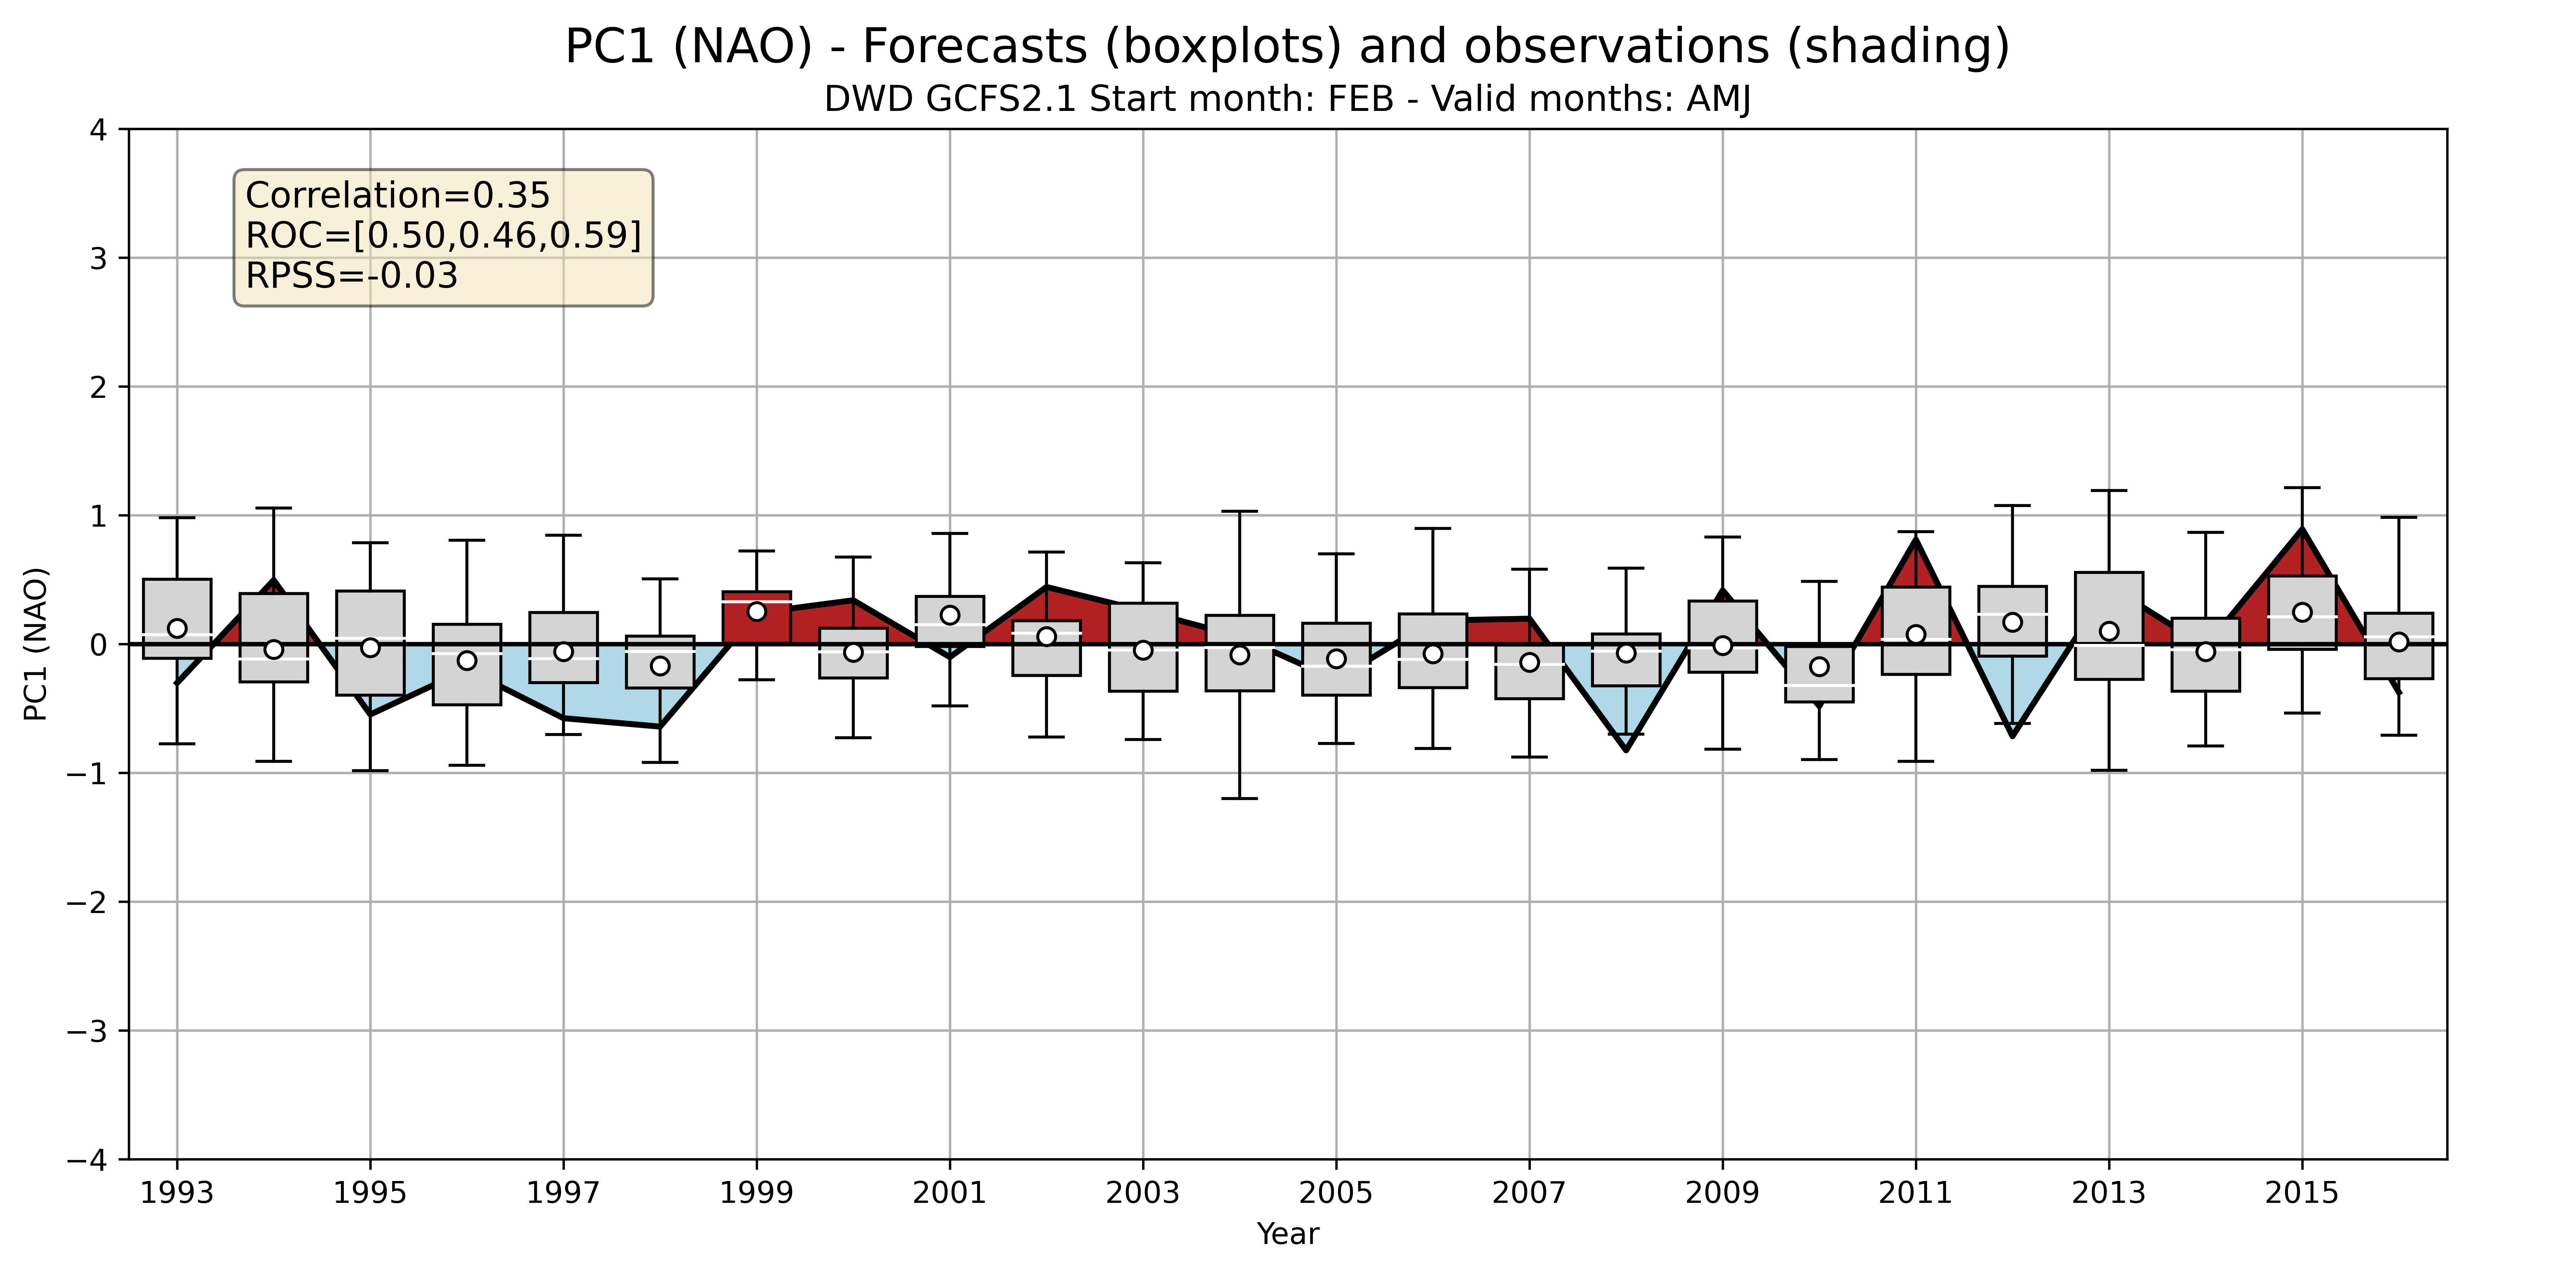 PC1 (NAO) - Forecasts (boxplots) and observations (shading)
DWD GCFS2.1 Start month: FEB - Valid months: AMJ
Correlation=0.35
ROC=[0.50,0.46,0.59]
RPSS=-0.03
PC1 (NAO)
4
3
2
1
0
−1
−2
−3
−4
1993 1995 1997 1999 2001 2003 2005 2007 2009 2011 2013 2015
Year